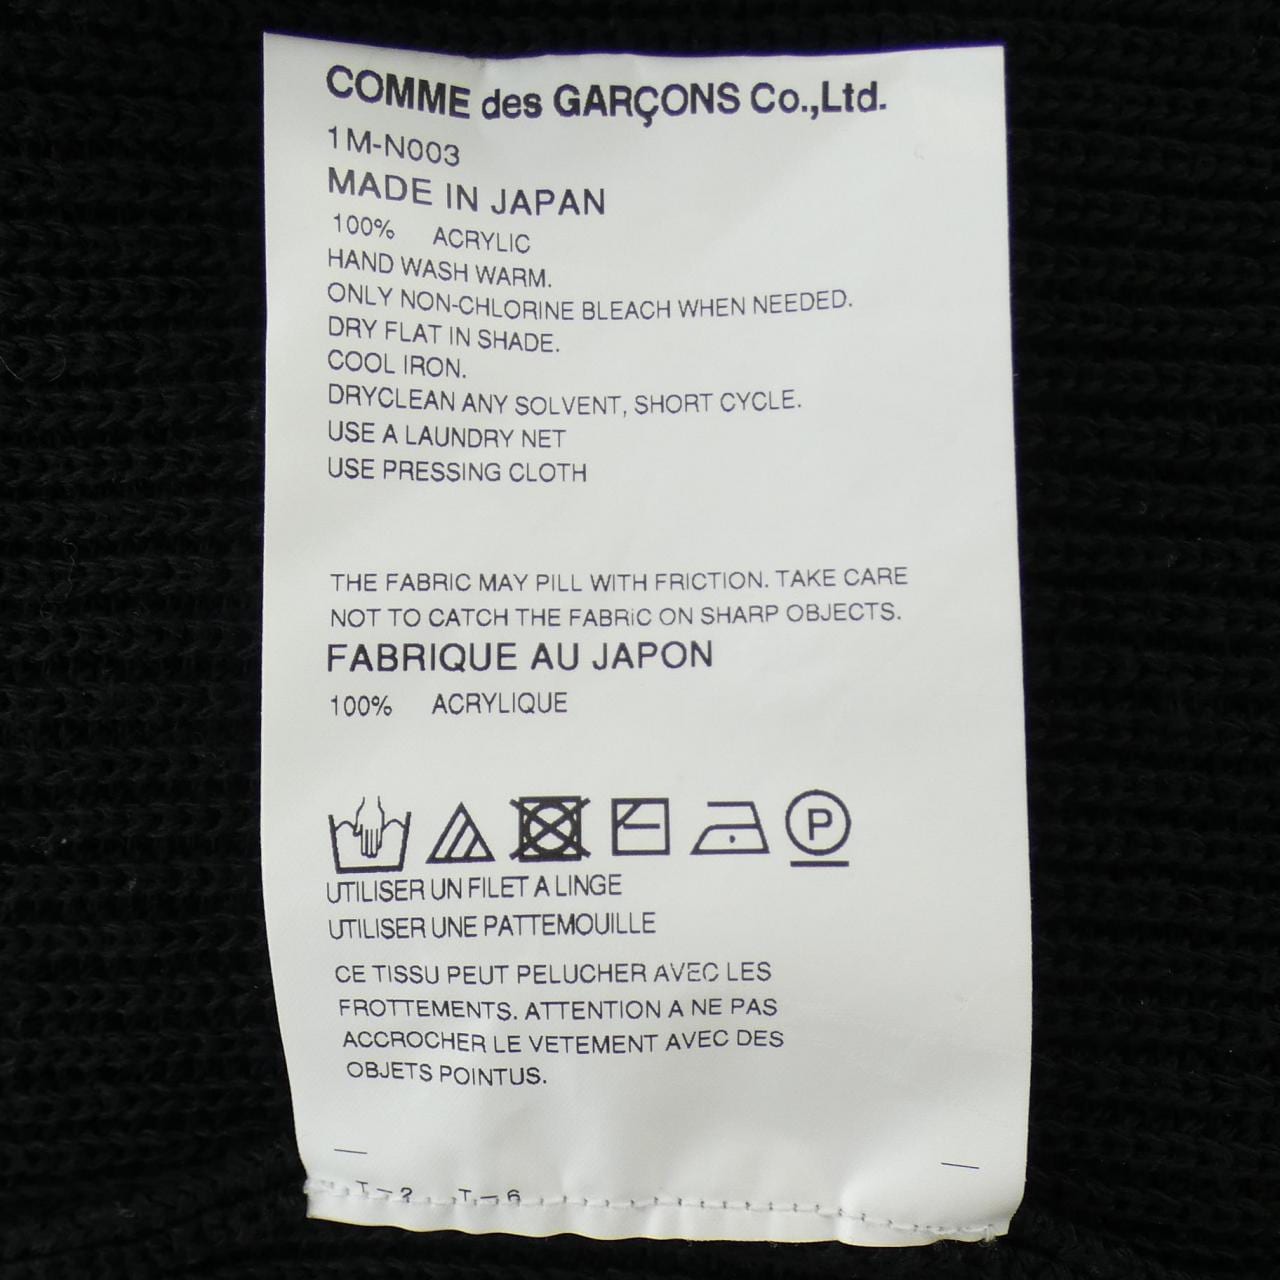 COMME des GARÇONS Co.,Ltd.
1M-N003
MADE IN JAPAN
100% ACRYLIC
HAND WASH WARM.
ONLY NON-CHLORINE BLEACH WHEN NEEDED.
DRY FLAT IN SHADE.
COOL IRON.
DRYCLEAN ANY SOLVENT, SHORT CYCLE.
USE A LAUNDRY NET
USE PRESSING CLOTH
THE FABRIC MAY PILL WITH FRICTION. TAKE CARE
NOT TO CATCH THE FABRiC ON SHARP OBJECTS.
FABRIQUE AU JAPON
100% ACRYLIQUE
P
UTILISER UN FILET A LINGE
UTILISER UNE PATTEMOUILLE
CE TISSU PEUT PELUCHER AVEC LES
FROTTEMENTS. ATTENTION A NE PAS
ACCROCHER LE VETEMENT AVEC DES
OBJETS POINTUS.
T-2 T-6